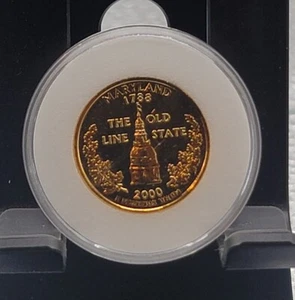 MARYLAND
1788
THE OLD
LINE STATE
2000